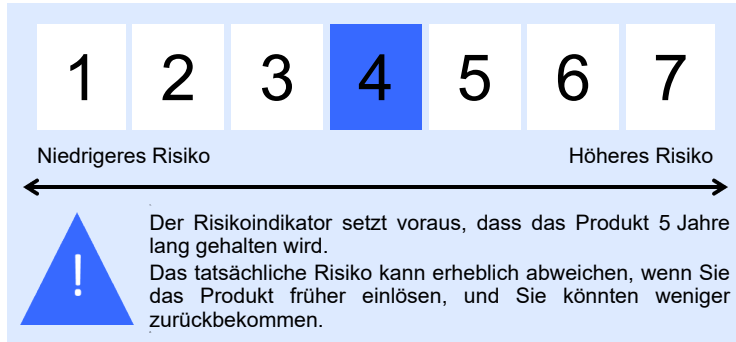 1 2 3 4 5 6 7
Niedrigeres Risiko Höheres Risiko
Der Risikoindikator setzt voraus, dass das Produkt 5 Jahre
lang gehalten wird.
Das tatsächliche Risiko kann erheblich abweichen, wenn Sie
das Produkt früher einlösen, und Sie könnten weniger
zurückbekommen.
!